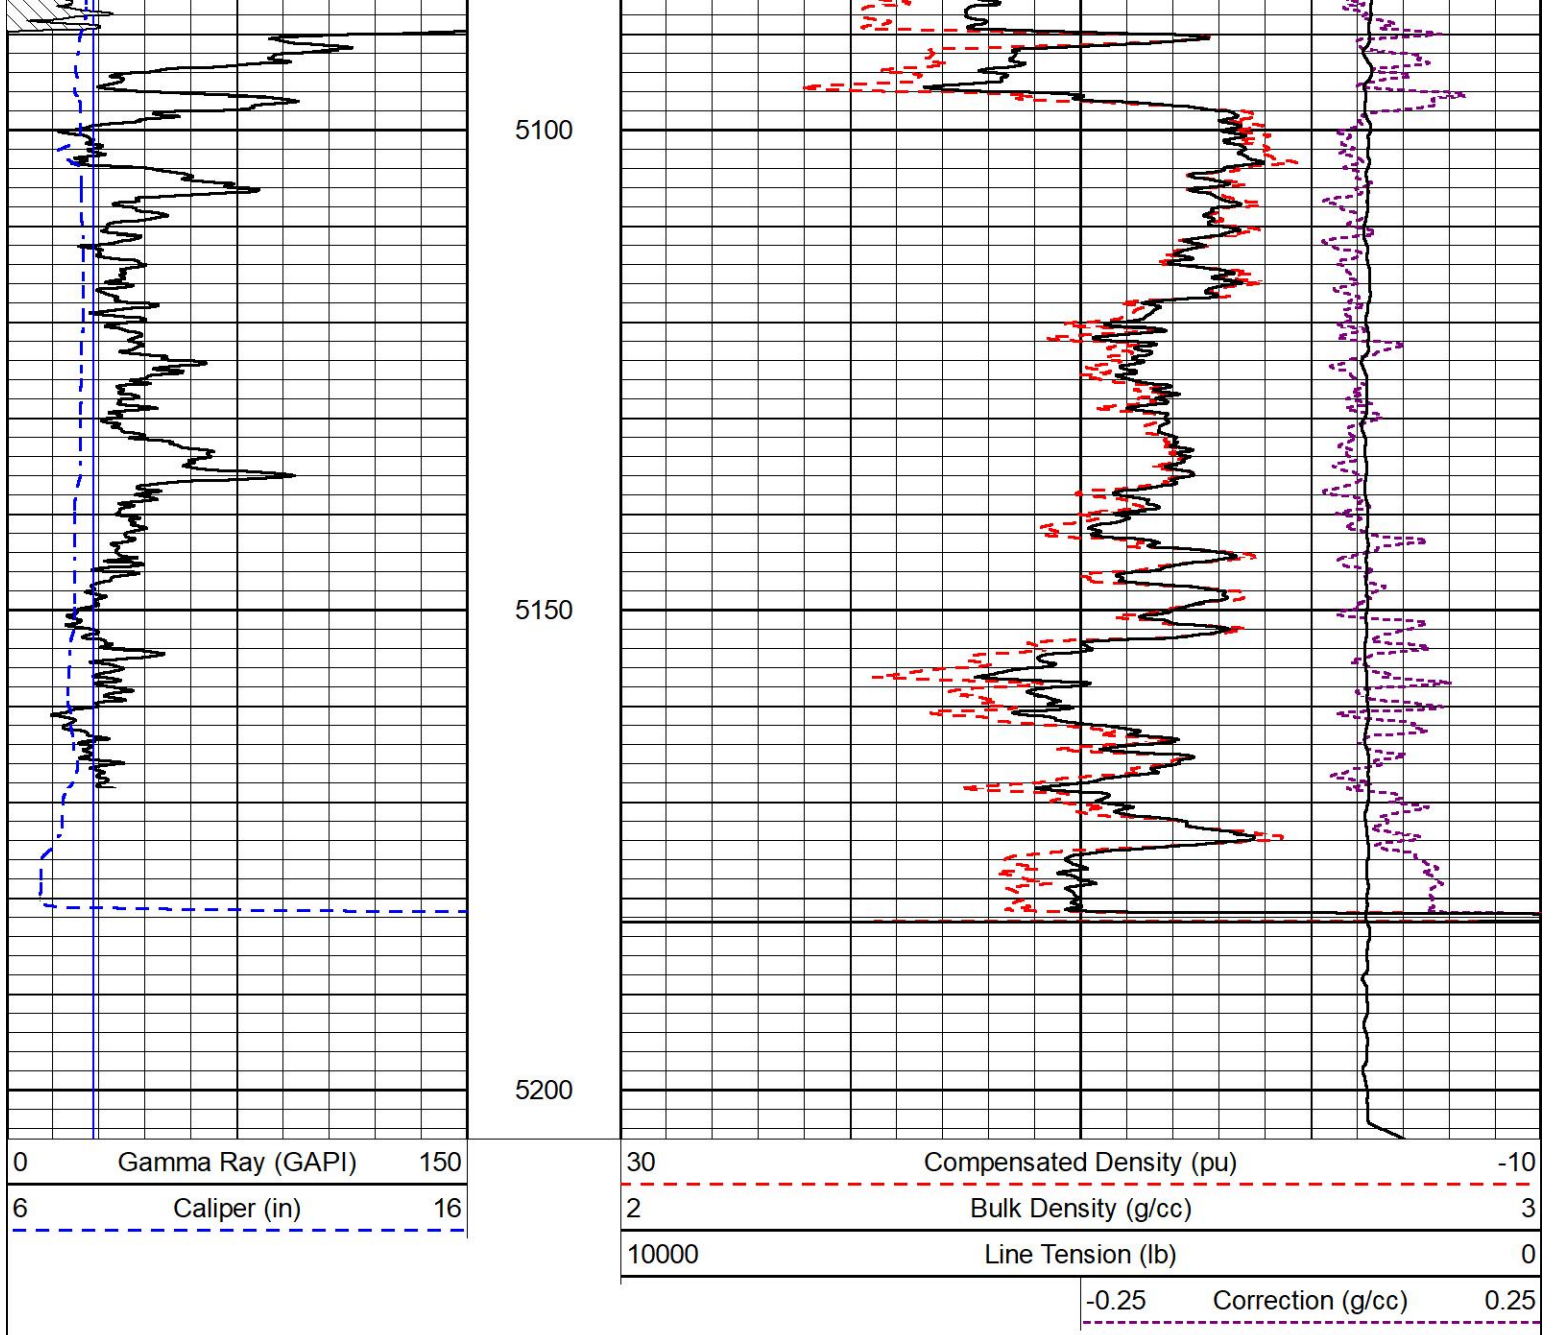 5100
5150
5200
0 Gamma Ray (GAPI) 150
6 Caliper (in) 16
30 Compensated Density (pu) -10
2 Bulk Density (g/cc) 3
10000 Line Tension (lb) 0
-0.25 Correction (g/cc) 0.25